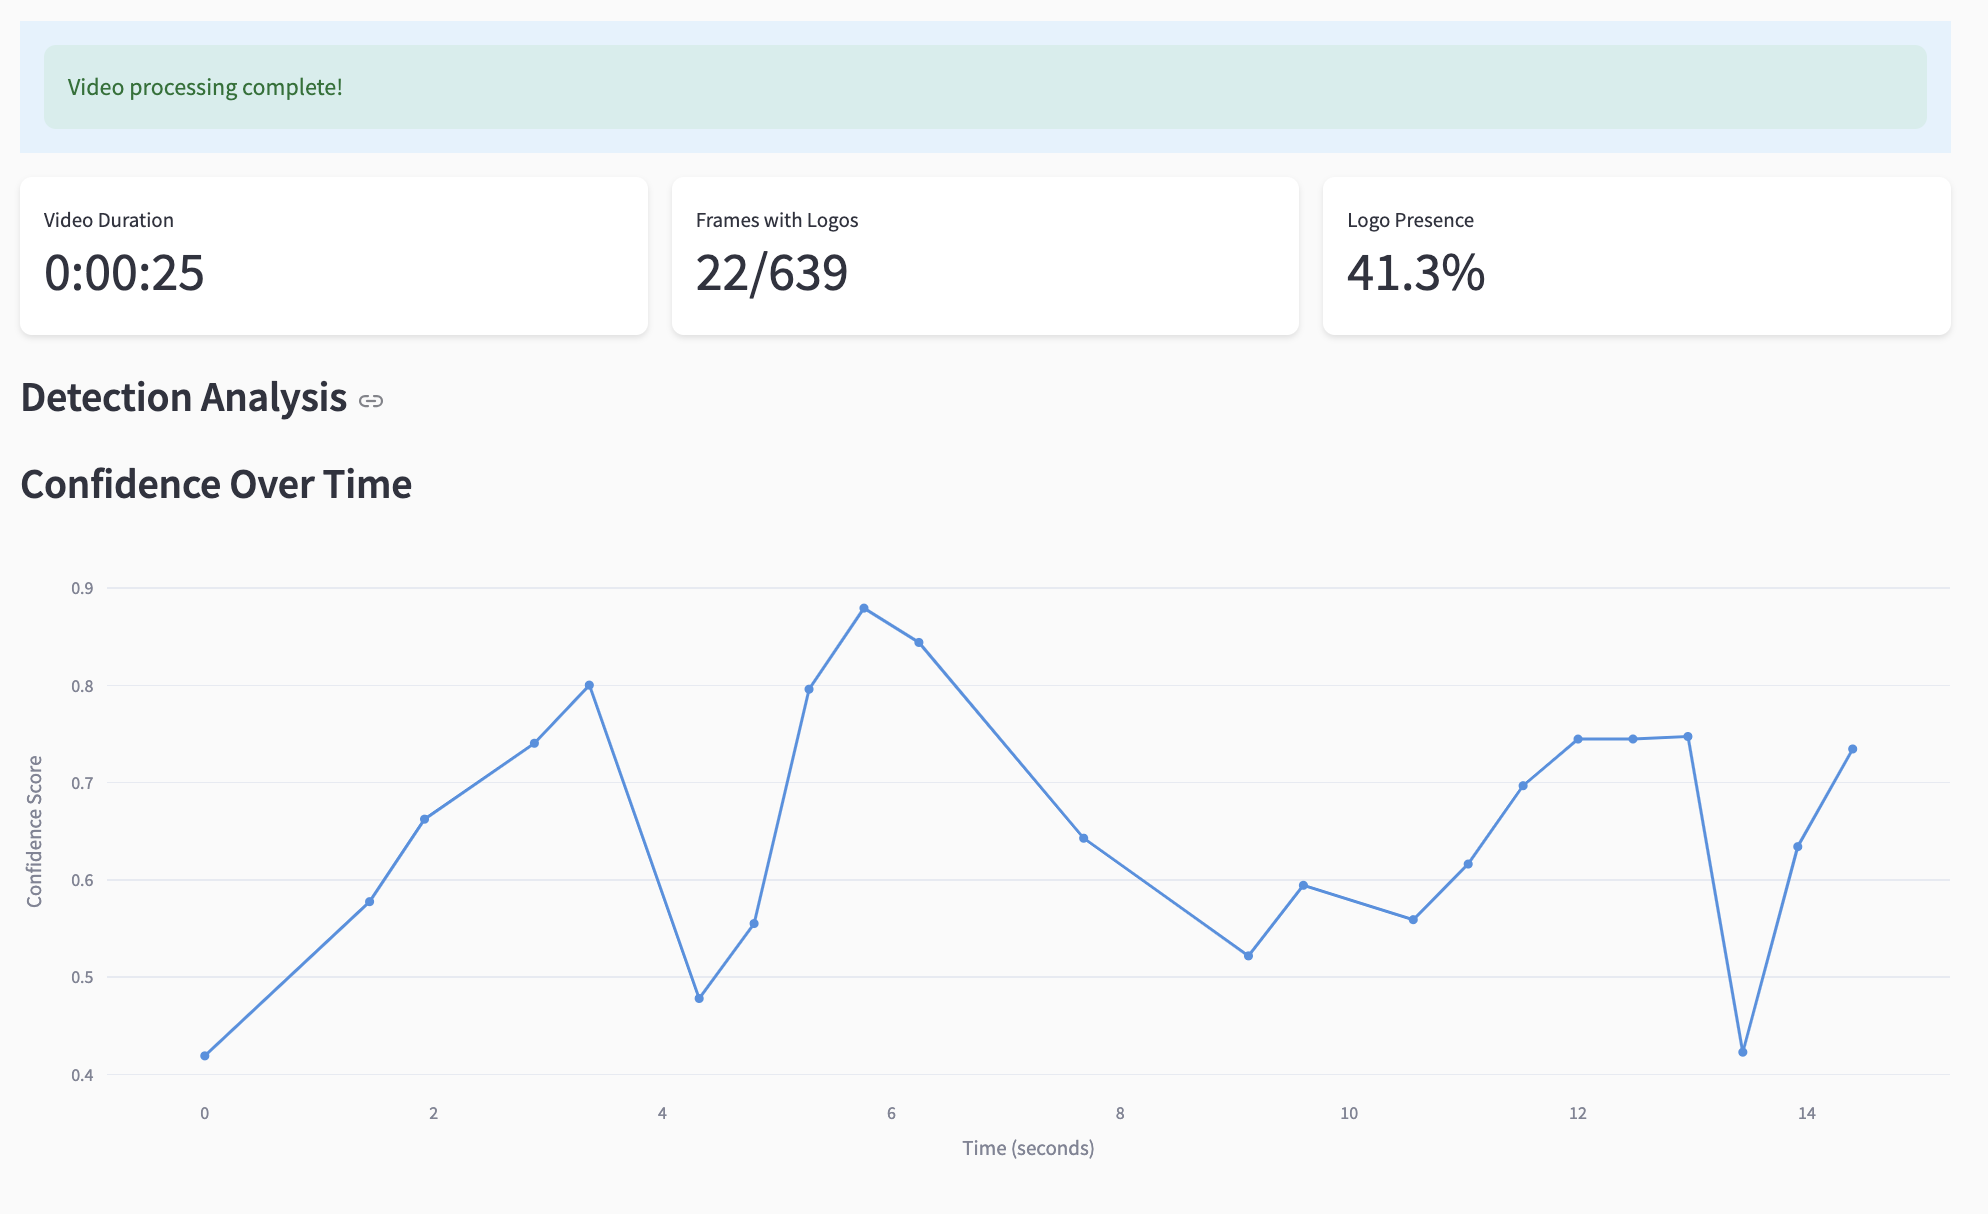 Video processing complete!
Video Duration
0:00:25
Frames with Logos
22/639
Logo Presence
41.3%
Detection Analysis
Confidence Over Time
0.9
0.8
0.7
0.6
0.5
0.4
Confidence Score
0 2 4 6 8 10 12 14
Time (seconds)